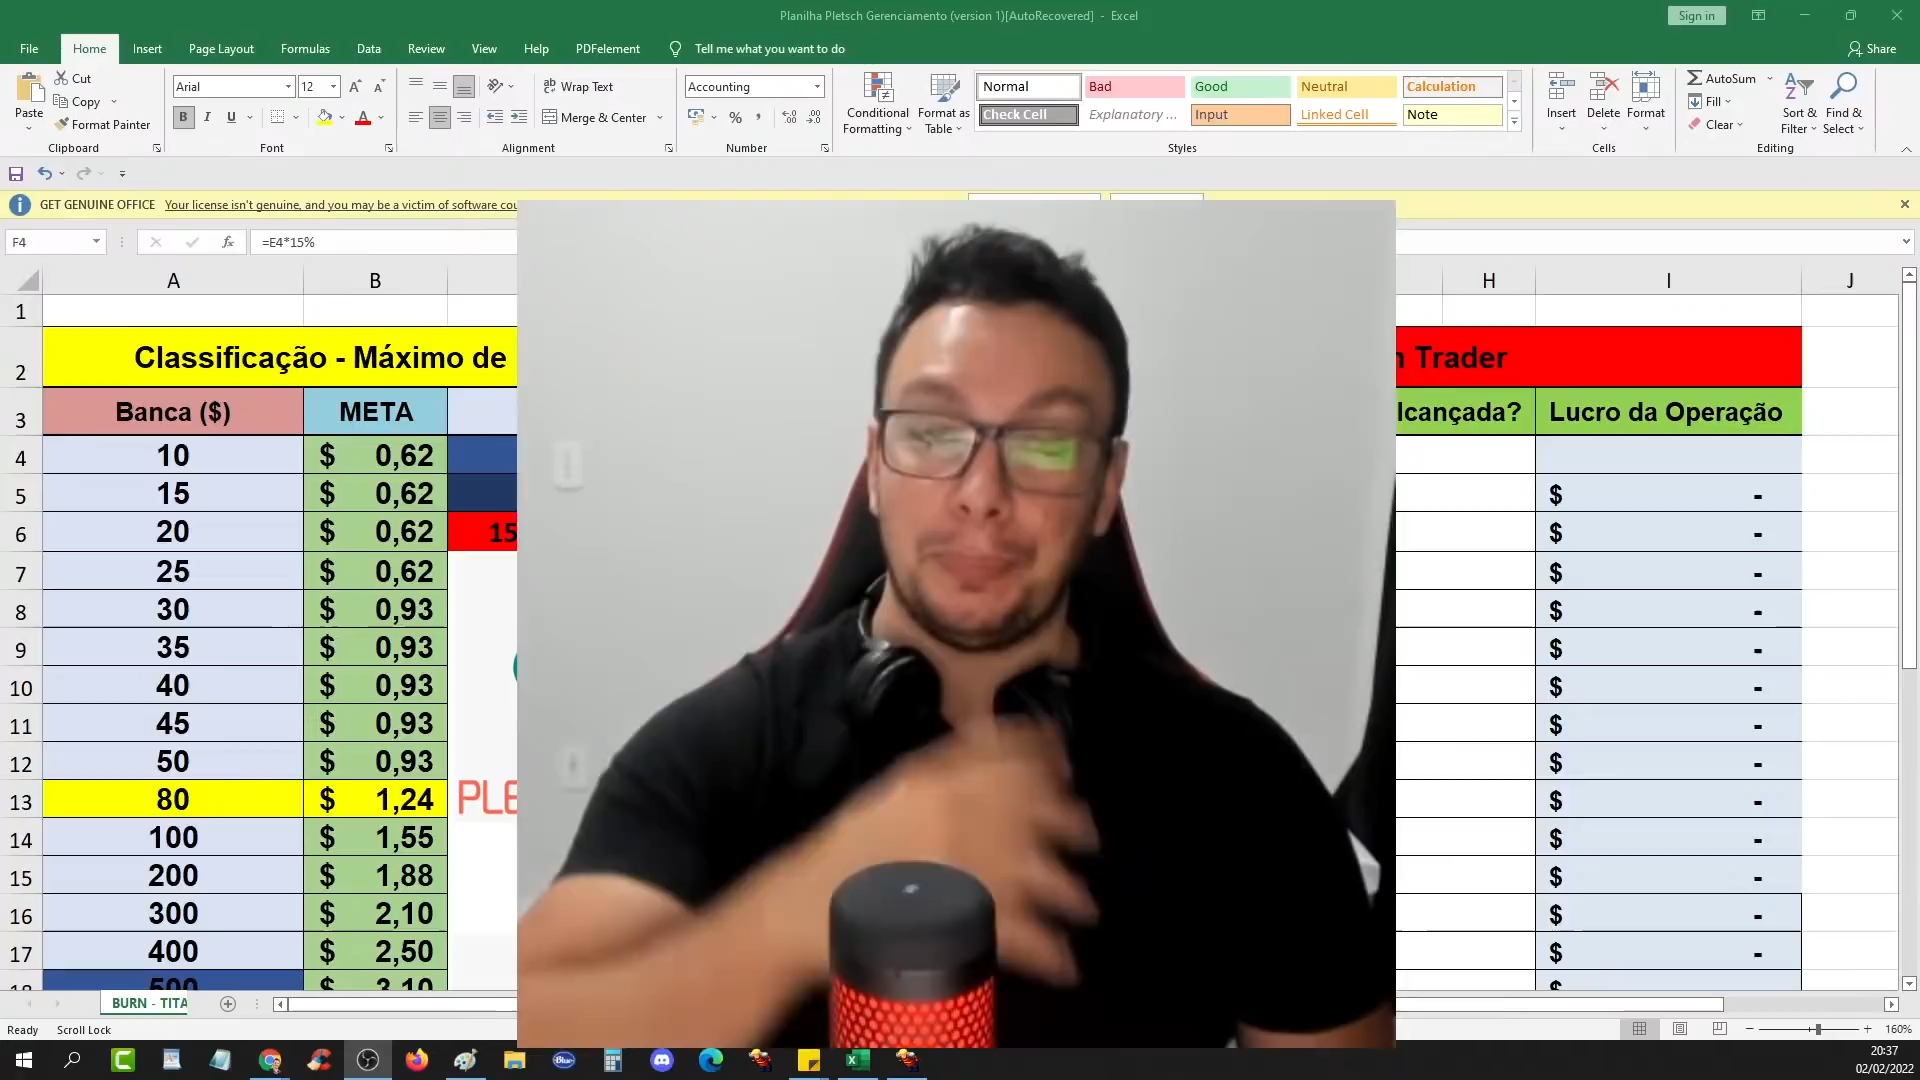 Planilha Pletsch Gerenciamento (version 1)[AutoRecovered] - Excel
Sign in
File Home Insert Page Layout Formulas Data Review View Help PDFelement Tell me what you want to do
Share
Paste
Cut
Copy
Format Painter
Clipboard
Arial 12
B I U
Font
Wrap Text
Merge & Center
Alignment
Accounting
Number
Conditional Formatting
Format as Table
Normal Bad Good Neutral Calculation
Check Cell Explanatory ... Input Linked Cell Note
Styles
Insert Delete Format
Cells
AutoSum
Fill
Clear
Sort & Filter
Find & Select
Editing
GET GENUINE OFFICE Your license isn't genuine, and you may be a victim of software cou
F4 =E4*15%
A B H I J
1
2 Classificação - Máximo de Trader
3 Banca ($) META lcançada? Lucro da Operação
4 10 $ 0,62
5 15 $ 0,62 $ -
6 20 $ 0,62 15 $ -
7 25 $ 0,62 $ -
8 30 $ 0,93 $ -
9 35 $ 0,93 $ -
10 40 $ 0,93 $ -
11 45 $ 0,93 $ -
12 50 $ 0,93 $ -
13 80 $ 1,24 PLE $ -
14 100 $ 1,55 $ -
15 200 $ 1,88 $ -
16 300 $ 2,10 $ -
17 400 $ 2,50 $ -
18 500 3,10 $
BURN - TITA
Ready Scroll Lock
160%
Blue
20:37
02/02/2022